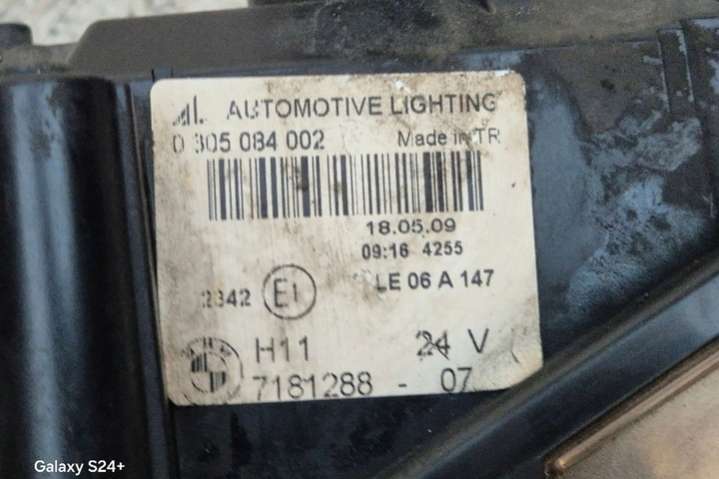 AL AUTOMOTIVE LIGHTING
0 305 084 002 Made in TR
18.05.09
09:16 4255
2342 E1 LE 06 A 147
H11 24 V
7181288 - 07
Galaxy S24+